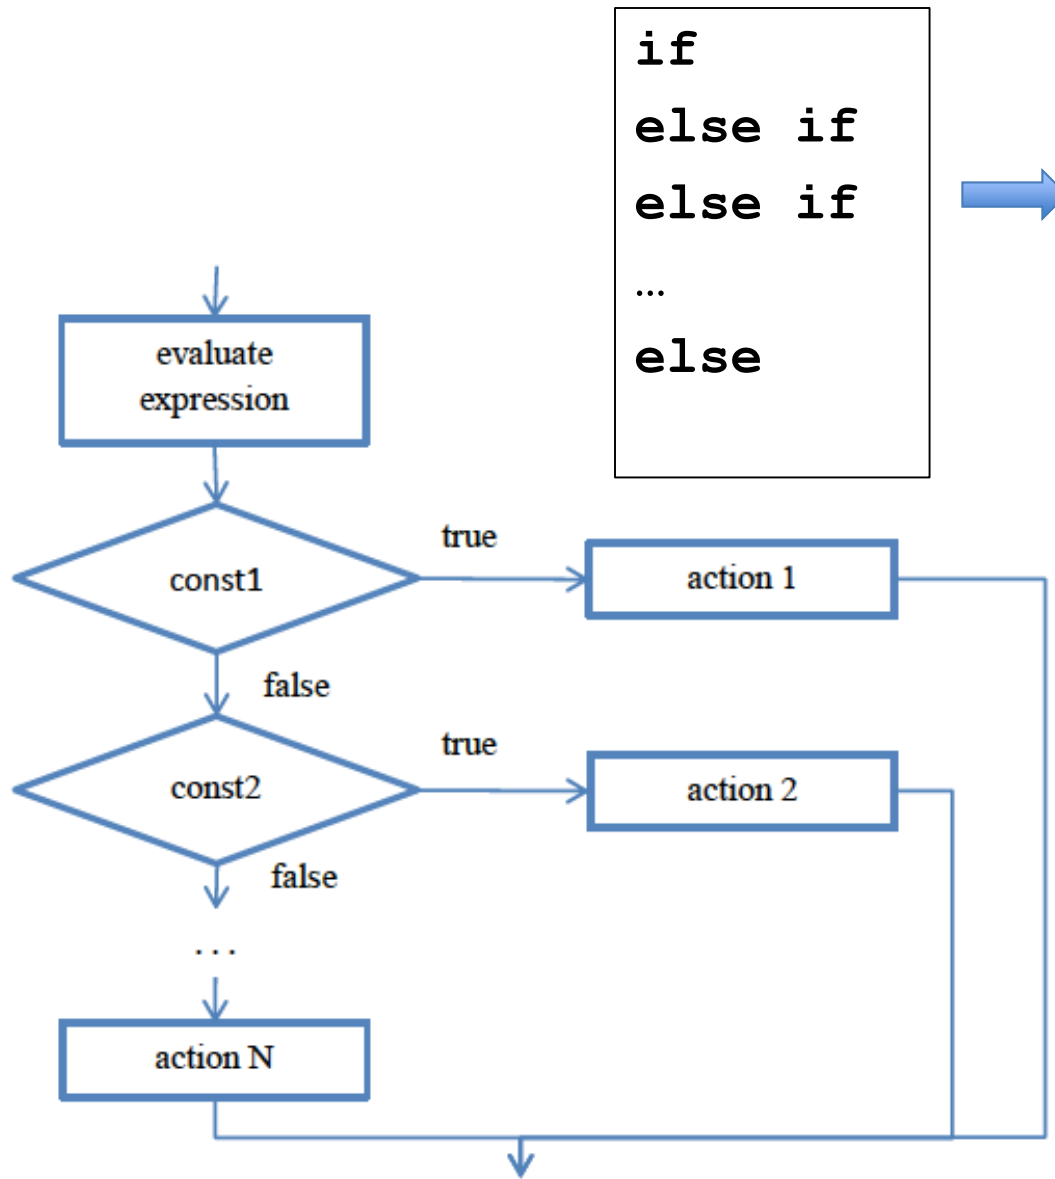 if
else if
else if
...
else
evaluate
expression
const1
true
action 1
false
const2
true
action 2
false
...
action N